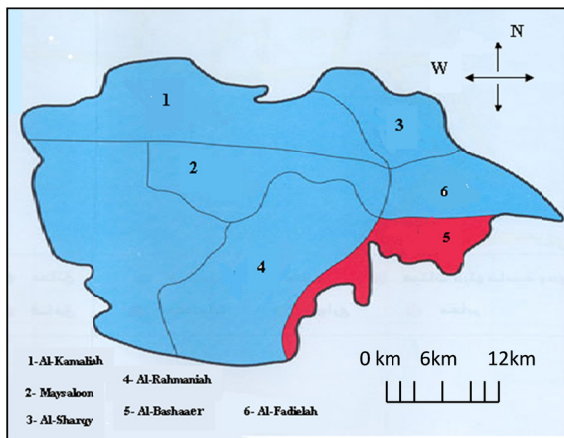 N
W
1
3
2
6
5
4
0 km 6km 12km
1- Al-Kamaliah
2- Maysaloon
3- Al-Sharqy
4- Al-Rahmaniah
5- Al-Bashaaer
6- Al-Fadielah